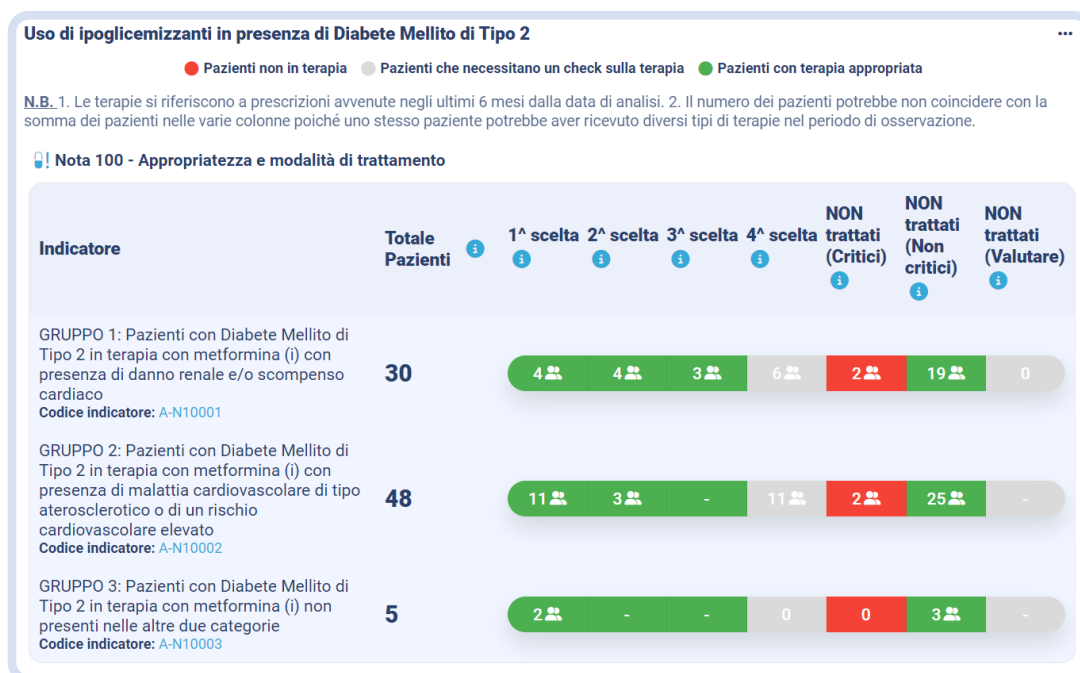 Uso di ipoglicemizzanti in presenza di Diabete Mellito di Tipo 2
Pazienti non in terapia Pazienti che necessitano un check sulla terapia Pazienti con terapia appropriata
N.B. 1. Le terapie si riferiscono a prescrizioni avvenute negli ultimi 6 mesi dalla data di analisi. 2. Il numero dei pazienti potrebbe non coincidere con la
somma dei pazienti nelle varie colonne poiché uno stesso paziente potrebbe aver ricevuto diversi tipi di terapie nel periodo di osservazione.
Nota 100 - Appropriatezza e modalità di trattamento
Indicatore
Totale
Pazienti
1^ scelta
2^ scelta
3^ scelta
4^ scelta
NON
trattati
(Critici)
NON
trattati
(Non
critici)
NON
trattati
(Valutare)
GRUPPO 1: Pazienti con Diabete Mellito di
Tipo 2 in terapia con metformina (i) con
presenza di danno renale e/o scompenso
cardiaco
Codice indicatore: A-N10001
30
4
4
3
6
2
19
0
GRUPPO 2: Pazienti con Diabete Mellito di
Tipo 2 in terapia con metformina (i) con
presenza di malattia cardiovascolare di tipo
aterosclerotico o di un rischio
cardiovascolare elevato
Codice indicatore: A-N10002
48
11
3
-
11
2
25
-
GRUPPO 3: Pazienti con Diabete Mellito di
Tipo 2 in terapia con metformina (i) non
presenti nelle altre due categorie
Codice indicatore: A-N10003
5
2
-
-
0
0
3
-